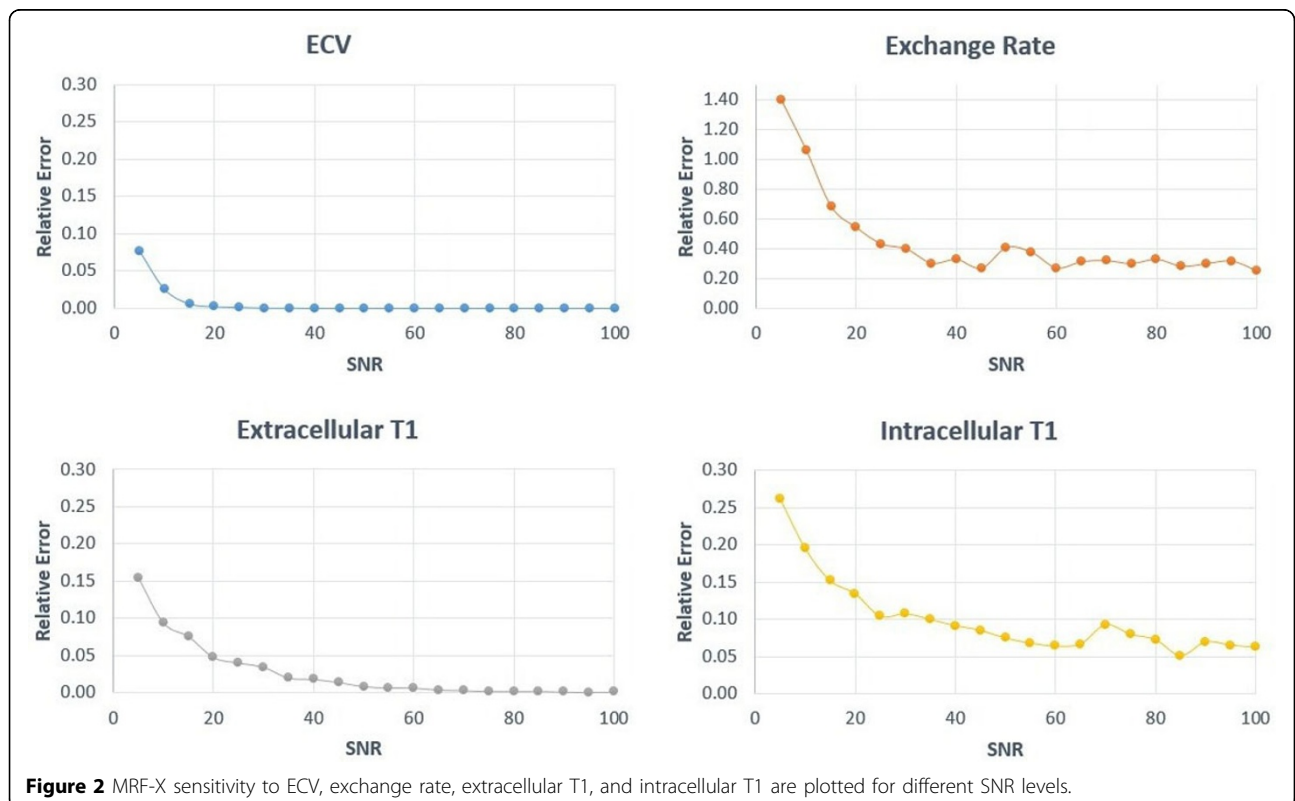 ECV
0.30
0.25
0.20
0.15
0.10
0.05
0.00
Relative Error
0 20 40 60 80 100
SNR
Exchange Rate
1.40
1.20
1.00
0.80
0.60
0.40
0.20
0.00
Relative Error
0 20 40 60 80 100
SNR
Extracellular T1
0.30
0.25
0.20
0.15
0.10
0.05
0.00
Relative Error
0 20 40 60 80 100
SNR
Intracellular T1
0.30
0.25
0.20
0.15
0.10
0.05
0.00
Relative Error
0 20 40 60 80 100
SNR
Figure 2 MRF-X sensitivity to ECV, exchange rate, extracellular T1, and intracellular T1 are plotted for different SNR levels.